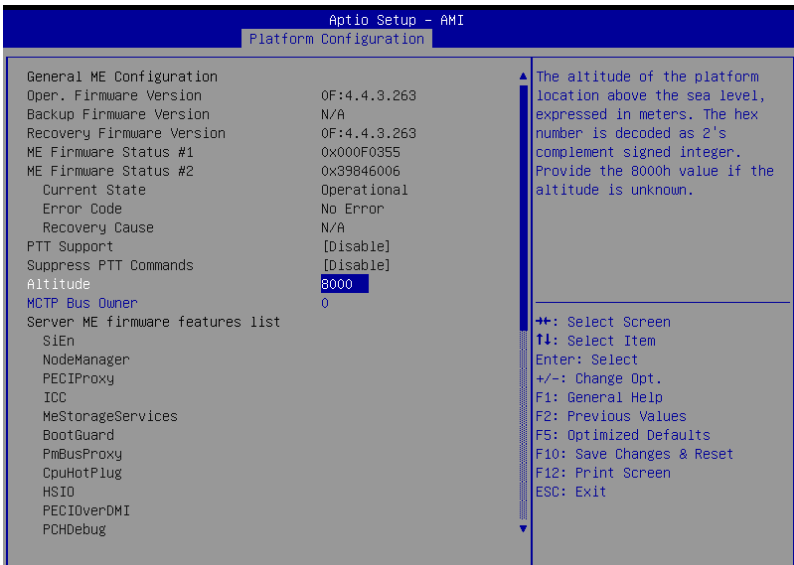 Aptio Setup - AMI
Platform Configuration
General ME Configuration
Oper. Firmware Version 0F:4.4.3.263
Backup Firmware Version N/A
Recovery Firmware Version 0F:4.4.3.263
ME Firmware Status #1 0x000F0355
ME Firmware Status #2 0x39846006
Current State Operational
Error Code No Error
Recovery Cause N/A
PTT Support [Disable]
Suppress PTT Commands [Disable]
Altitude 8000
MCTP Bus Owner 0
Server ME firmware features list
SiEn
NodeManager
PECIProxy
ICC
MeStorageServices
BootGuard
PmBusProxy
CpuHotPlug
HSIO
PECIOverDMI
PCHDebug
The altitude of the platform
location above the sea level,
expressed in meters. The hex
number is decoded as 2's
complement signed integer.
Provide the 8000h value if the
altitude is unknown.
→←: Select Screen
↑↓: Select Item
Enter: Select
+/-: Change Opt.
F1: General Help
F2: Previous Values
F5: Optimized Defaults
F10: Save Changes & Reset
F12: Print Screen
ESC: Exit